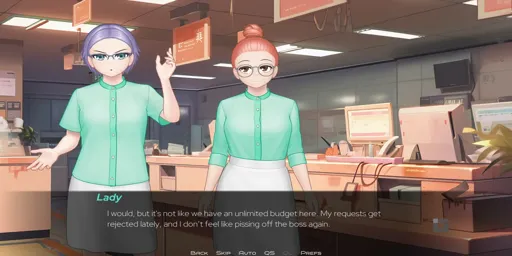 Lady
I would, but it's not like we have an unlimited budget here. My requests get
rejected lately, and I don't feel like pissing off the boss again.
Back Skip Auto QS Prefs